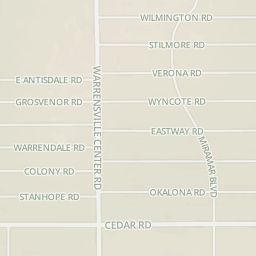 WILMINGTON RD
STILMORE RD
VERONA RD
E ANTISDALE RD
GROSVENOR RD
WYNCOTE RD
EASTWAY RD
WARRENSVILLE CENTER RD
MIRAMAR BLVD
WARRENDALE RD
COLONY RD
OKALONA RD
STANHOPE RD
CEDAR RD